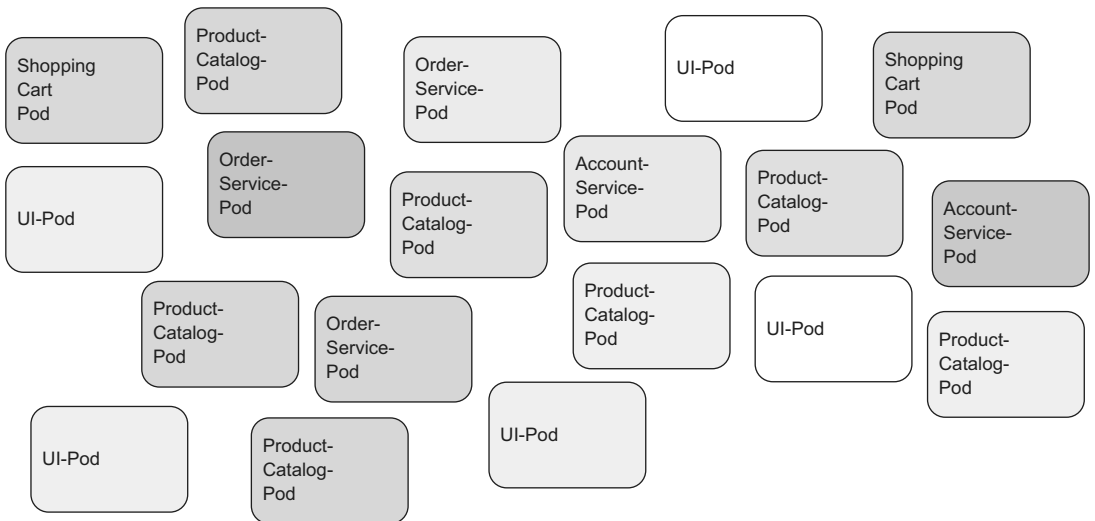 Shopping
Cart
Pod
Product-
Catalog-
Pod
Order-
Service-
Pod
UI-Pod
Shopping
Cart
Pod
UI-Pod
Order-
Service-
Pod
Product-
Catalog-
Pod
Account-
Service-
Pod
Product-
Catalog-
Pod
Account-
Service-
Pod
Product-
Catalog-
Pod
Order-
Service-
Pod
Product-
Catalog-
Pod
UI-Pod
Product-
Catalog-
Pod
UI-Pod
Product-
Catalog-
Pod
UI-Pod